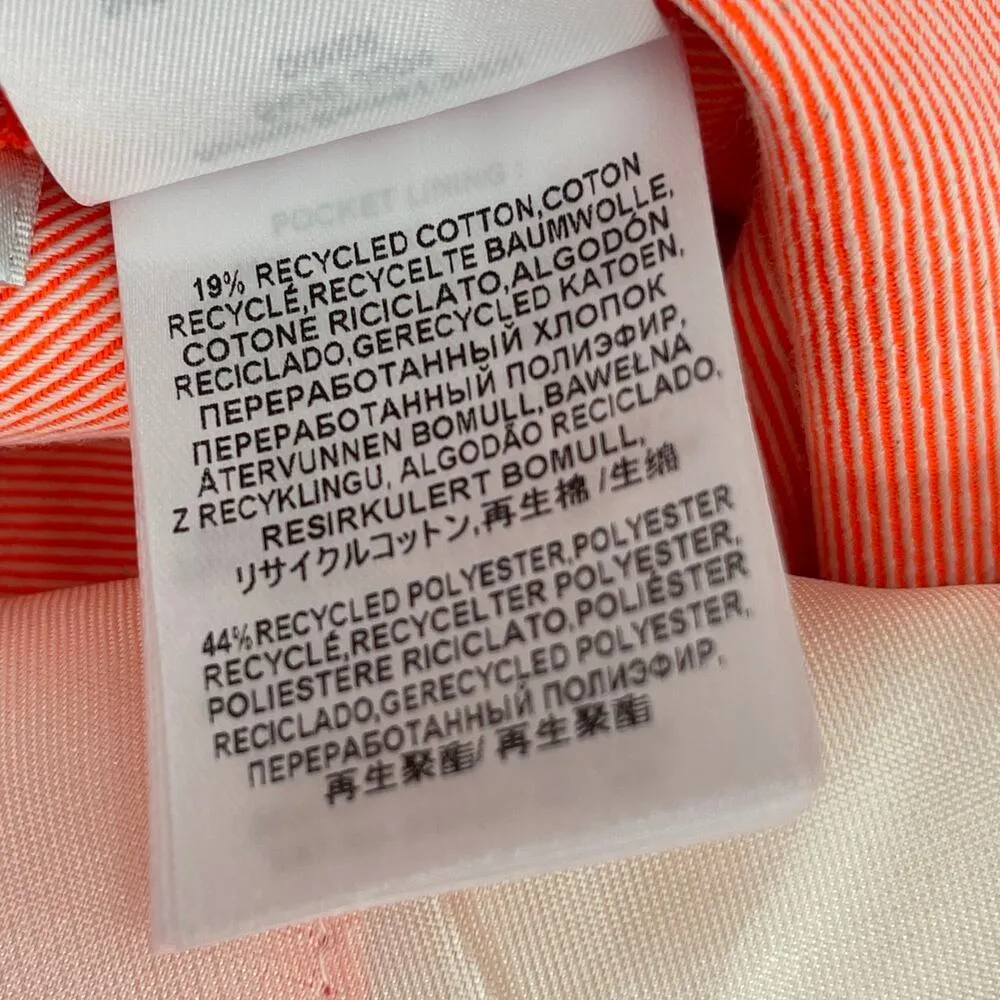 POCKET LINING :
19% RECYCLED COTTON,COTON
RECYCLÉ,RECYCELTE BAUMWOLLE,
COTONE RICICLATO,ALGODÓN
RECICLADO,GERECYCLED KATOEN,
ПЕРЕРАБОТАННЫЙ ХЛОПОК
ПЕРЕРАБОТАННЫЙ ПОЛИЭФИР,
ÅTERVUNNEN BOMULL,BAWEŁNA
Z RECYKLINGU, ALGODÃO RECICLADO,
RESIRKULERT BOMULL,
リサイクルコットン,再生棉 /生綿
44%RECYCLED POLYESTER,POLYESTER
RECYCLÉ,RECYCELTER POLYESTER,
POLIESTERE RICICLATO,POLIÉSTER
RECICLADO,GERECYCLED POLYESTER,
ПЕРЕРАБОТАННЫЙ ПОЛИЭФИР,
再生聚酯/ 再生聚酯